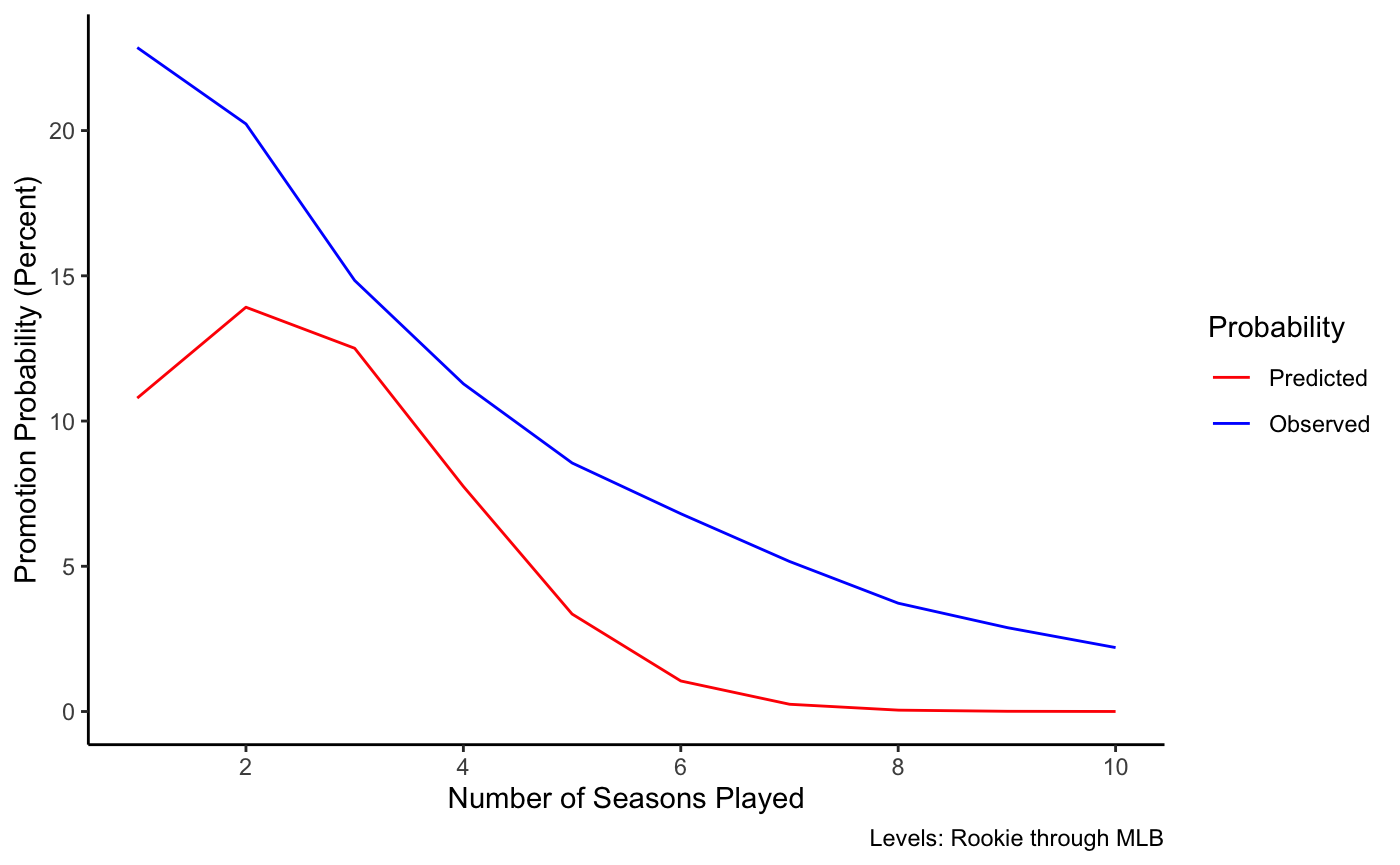 Promotion Probability (Percent)
20
15
10
5
0
2 4 6 8 10
Number of Seasons Played
Levels: Rookie through MLB
Probability
Predicted
Observed